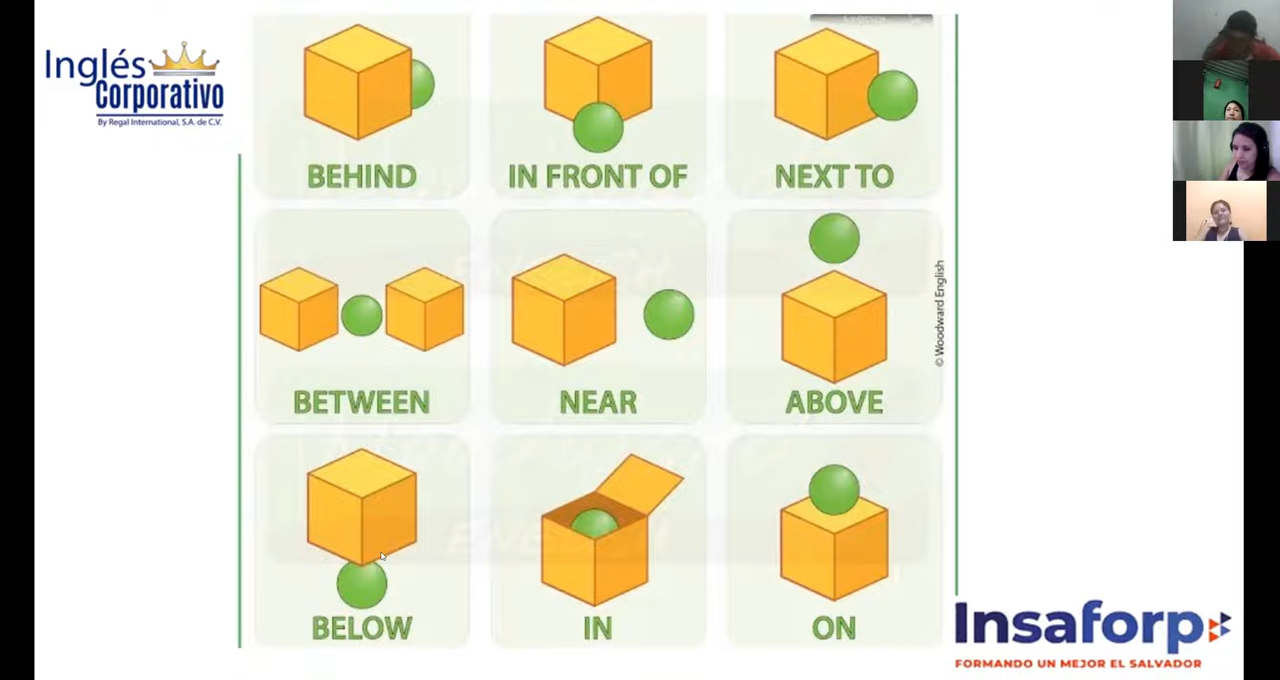 Inglés
Corporativo
By Regal International, S.A. de C.V.
BEHIND
IN FRONT OF
NEXT TO
BETWEEN
NEAR
ABOVE
© Woodward English
BELOW
IN
ON
Insaforp
FORMANDO UN MEJOR EL SALVADOR